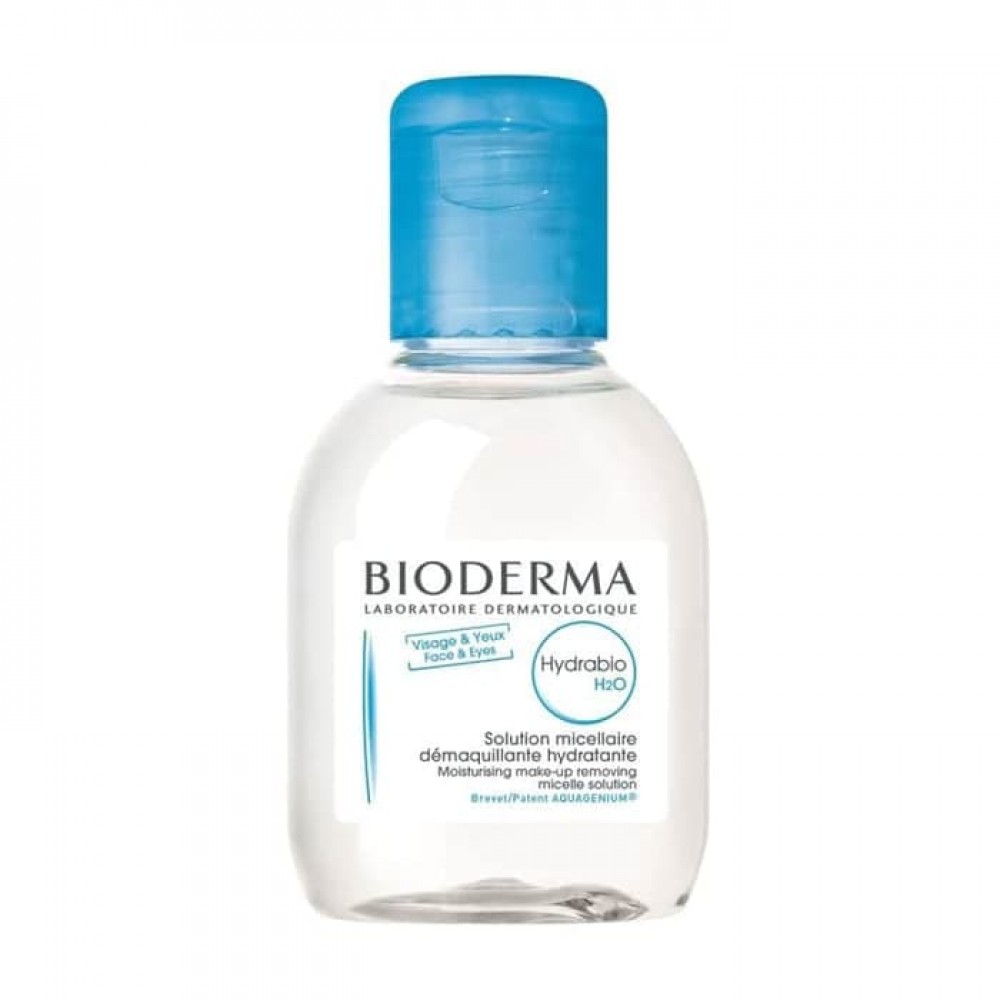 BIODERMA
LABORATOIRE DERMATOLOGIQUE
Visage & Yeux
Face & Eyes
Hydrabio
H2O
Solution micellaire
démaquillante hydratante
Moisturising make-up removing
micelle solution
Brevet/Patent AQUAGENIUM®